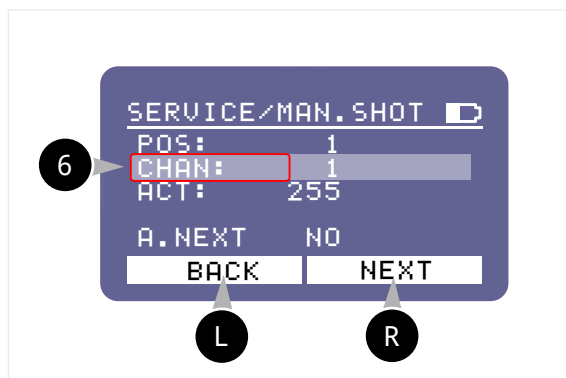 SERVICE/MAN.SHOT
POS: 1
6
CHAN: 1
ACT: 255
A.NEXT NO
BACK NEXT
L R